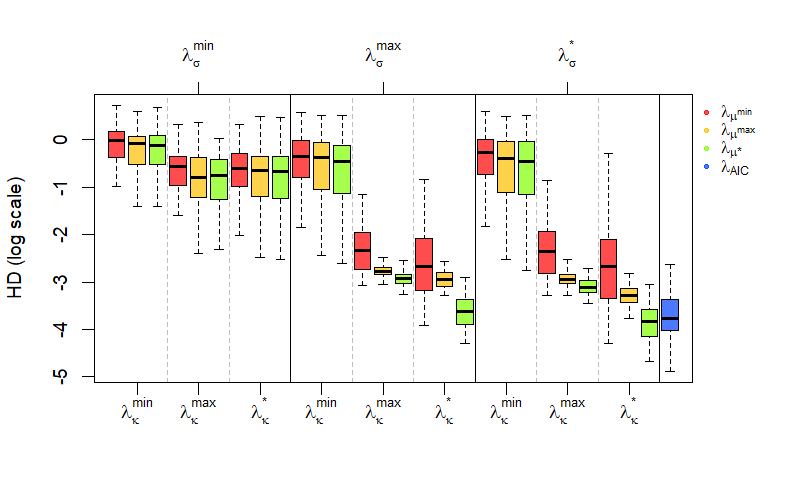 λσmin λσmax λσ*
λμmin
λμmax
λμ*
λAIC
HD (log scale)
0
-1
-2
-3
-4
-5
λκmin λκmax λκ* λκmin λκmax λκ* λκmin λκmax λκ*